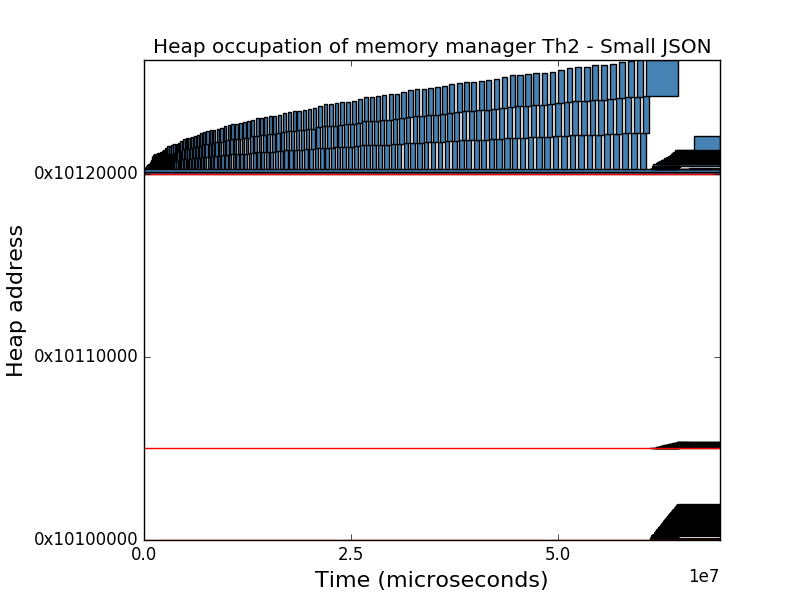 Heap occupation of memory manager Th2 - Small JSON
0x10120000
0x10110000
0x10100000
Heap address
0.0
2.5
5.0
1e7
Time (microseconds)